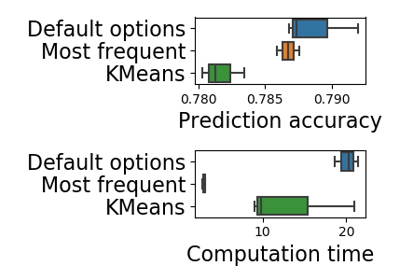 Default options
Most frequent
KMeans
0.780 0.785 0.790
Prediction accuracy
Default options
Most frequent
KMeans
10 20
Computation time